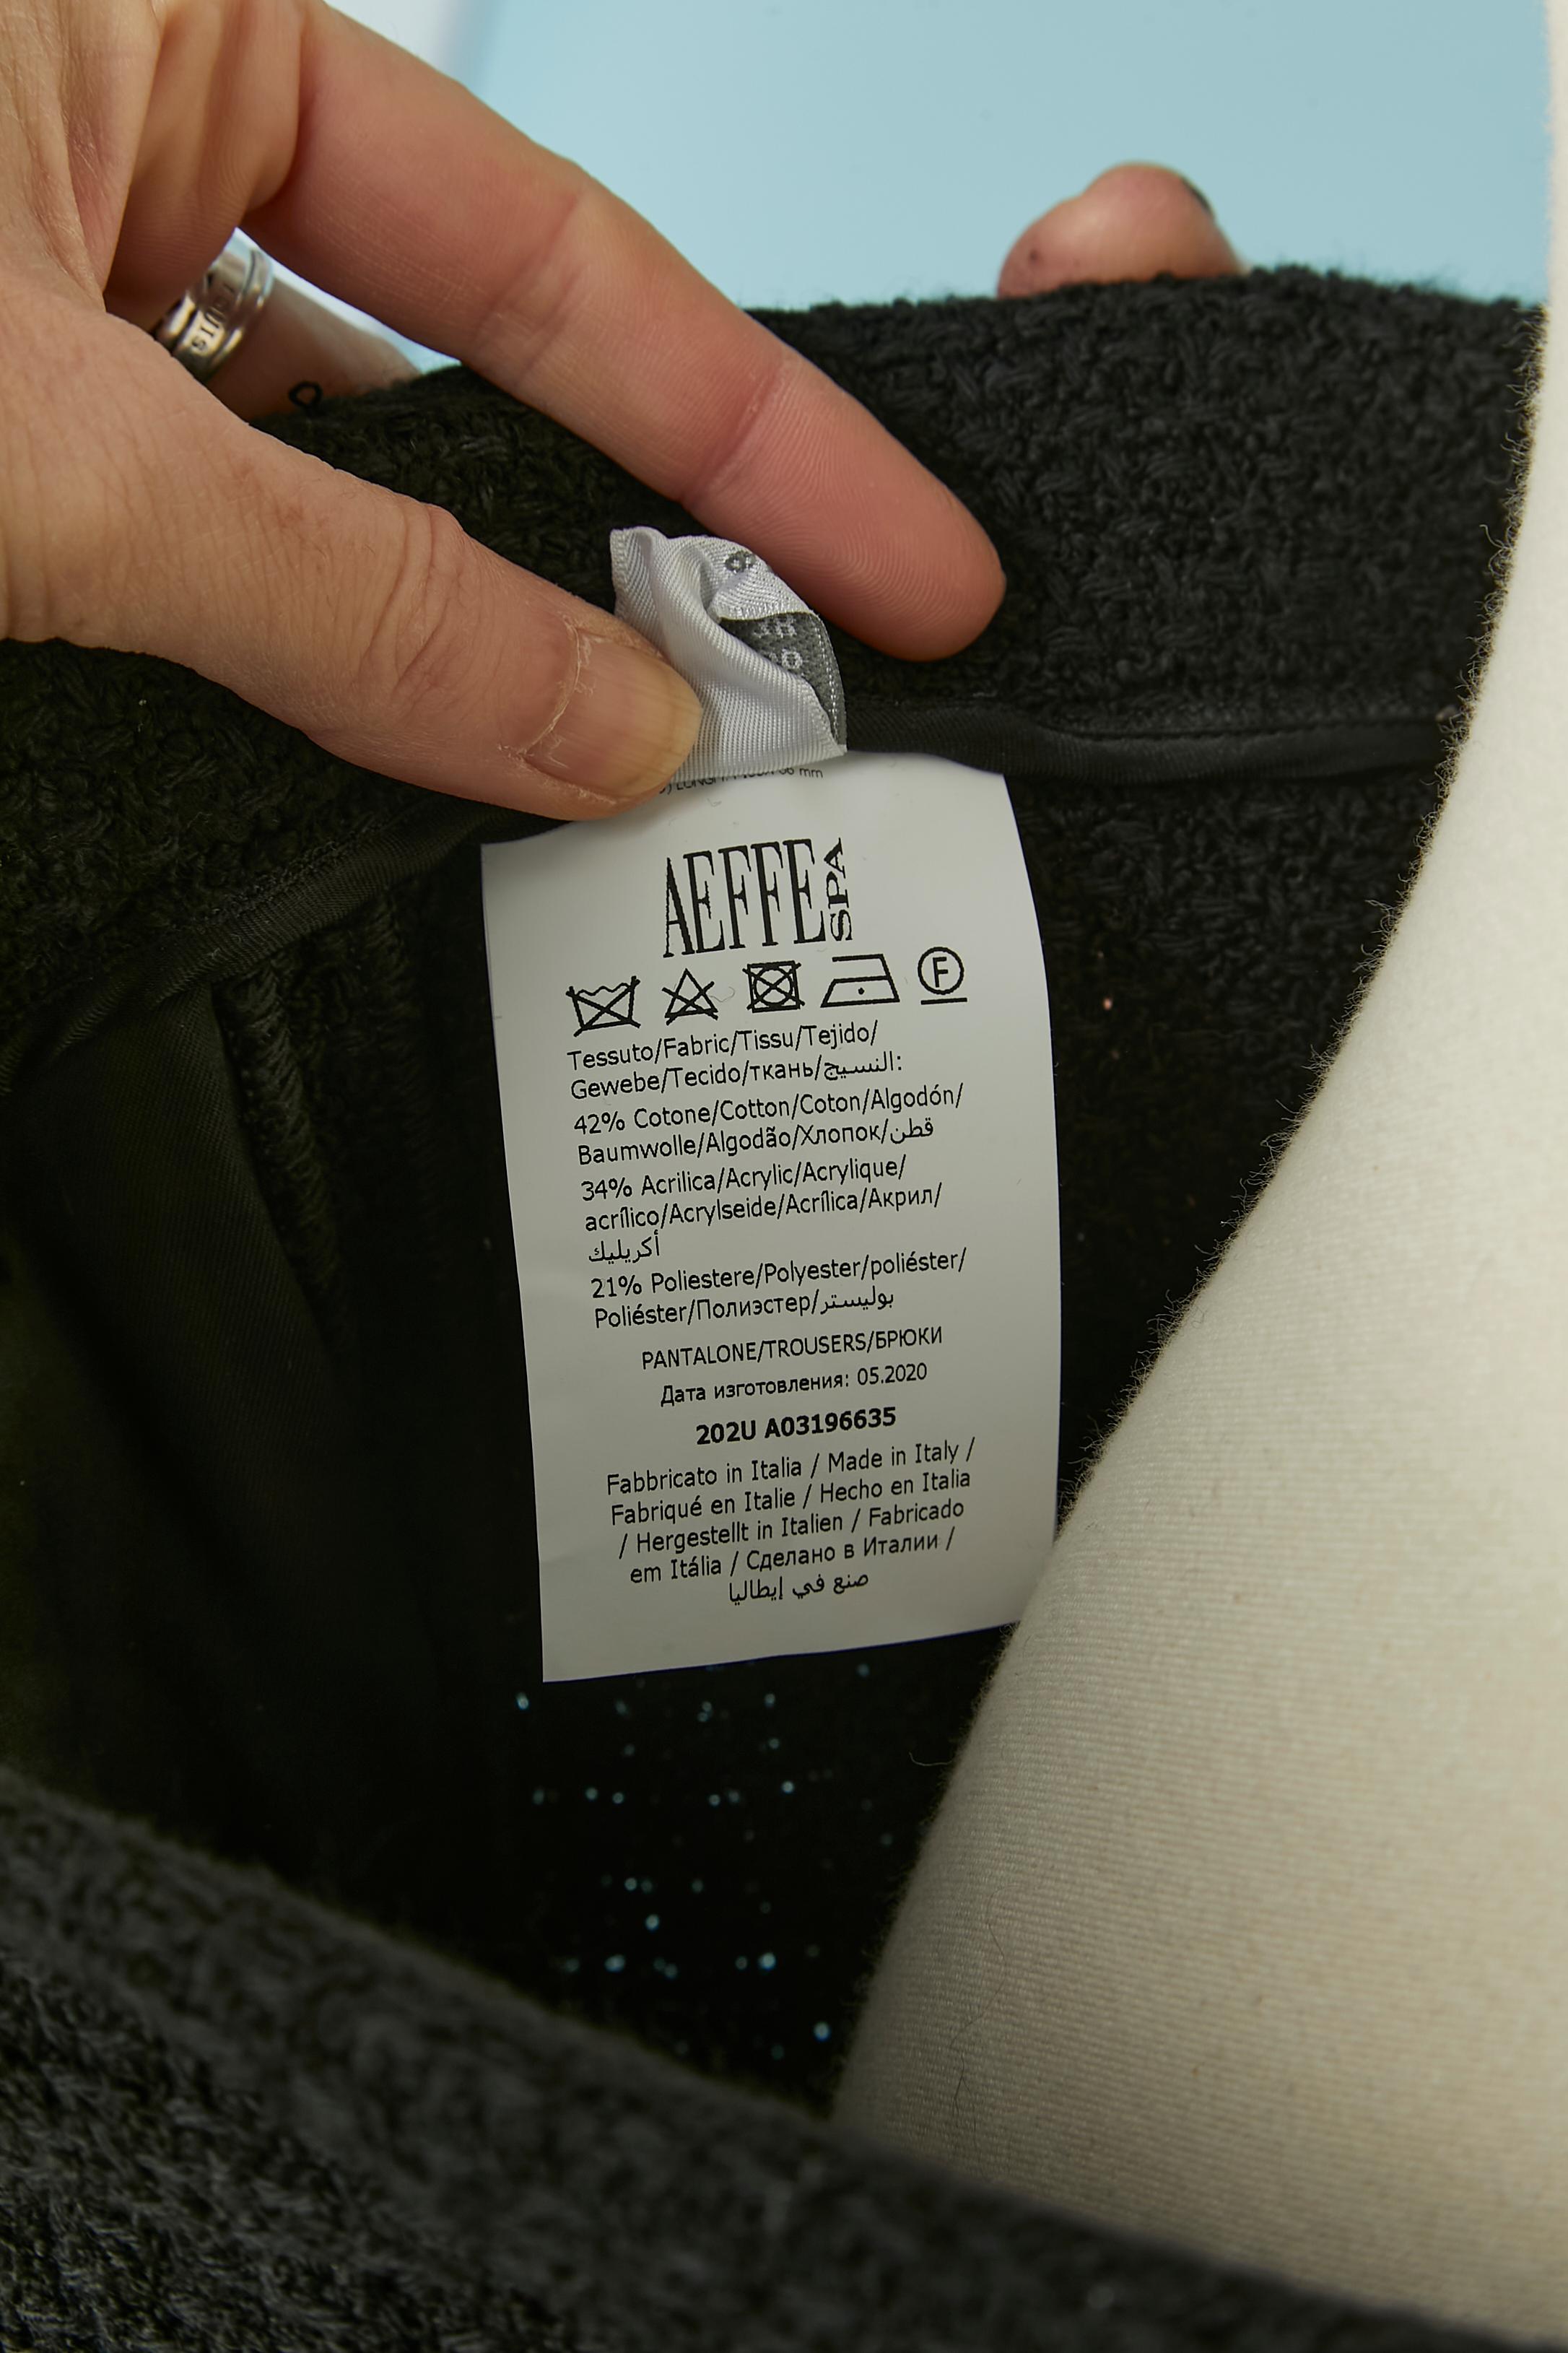 mm
AEFFE SPA
F
Tessuto/Fabric/Tissu/Tejido/
Gewebe/Tecido/ткань/النسيج:
42% Cotone/Cotton/Coton/Algodón/
Baumwolle/Algodão/Хлопок/قطن
34% Acrilica/Acrylic/Acrylique/
acrílico/Acrylseide/Acrílica/Акрил/
أكريليك
21% Poliestere/Polyester/poliéster/
Poliéster/Полиэстер/بوليستر
PANTALONE/TROUSERS/БРЮКИ
Дата изготовления: 05.2020
202U A03196635
Fabbricato in Italia / Made in Italy /
Fabriqué en Italie / Hecho en Italia
/ Hergestellt in Italien / Fabricado
em Itália / Сделано в Италии /
صنع في إيطاليا